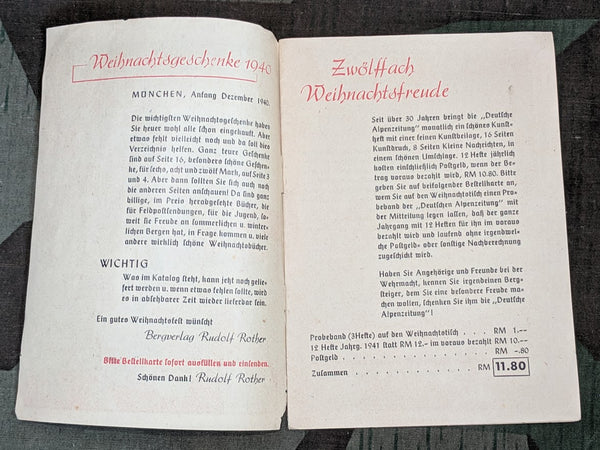 Weihnachtsgeschenke 1940
MÜNCHEN, Anfang Dezember 1940.
Die wichtigsten Weihnachtsgeschenke haben
Sie heuer wohl alle schon eingekauft. Aber
etwas fehlt vielleicht noch und da soll dies
Verzeichnis helfen. Ganz teure Geschenke
sind auf Seite 16, besonders schöne Geschen-
ke, für sechs, acht und zwölf Mark, auf Seite 3
und 4. Aber dann sollten Sie sich auch noch
die anderen Seiten anschauen! Da sind ganz
billige, im Preis herabgesetzte Bücher, die
für Feldpostsendungen, für die Jugend, so-
weit sie Freude an sommerlichen u. winter-
lichen Bergen hat, in Frage kommen u. viele
andere wirklich schöne Weihnachtsbücher.
WICHTIG
Was im Katalog steht, kann jetzt noch gelie-
fert werden u. wenn etwas fehlen sollte, wird
es in absehbarer Zeit wieder lieferbar sein.
Ein gutes Weihnachtsfest wünscht
Bergverlag Rudolf Rother
Bitte Bestellkarte sofort ausfüllen und einsenden.
Schönen Dank! Rudolf Rother
Zwölffach
Weihnachtsfreude
Seit über 30 Jahren bringt die „Deutsche
Alpenzeitung“ monatlich ein schönes Kunst-
heft mit einer feinen Kunstbeilage, 16 Seiten
Kunstdruck, 8 Seiten Kleine Nachrichten, in
einem schönen Umschlage. 12 Hefte jährlich
kosten einschließlich Postgeld, wenn der Be-
trag voraus bezahlt wird, RM 10.80. Bitte
geben Sie auf beifolgender Bestellkarte an,
wem Sie auf den Weihnachtstisch einen Pro-
beband der „Deutschen Alpenzeitung“ mit
der Mitteilung legen lassen, daß der ganze
Jahrgang mit 12 Heften für ihn im voraus
bezahlt wird und laufend ohne irgendwel-
che Postgeld- oder sonstige Nachberechnung
zugeschickt wird.
Haben Sie Angehörige und Freunde bei der
Wehrmacht, kennen Sie irgendeinen Berg-
steiger, dem Sie eine besondere Freude ma-
chen wollen, schenken Sie ihm die „Deutsche
Alpenzeitung“!
Probeband (3Hefte) auf den Weihnachtstisch . . RM 1.--
12 Hefte Jahrg. 1941 statt RM 12.- im voraus bezahlt RM 10.--
Postgeld . . . . . . . . . . . . . RM -.80
Zusammen . . . . . . . . . . . RM 11.80